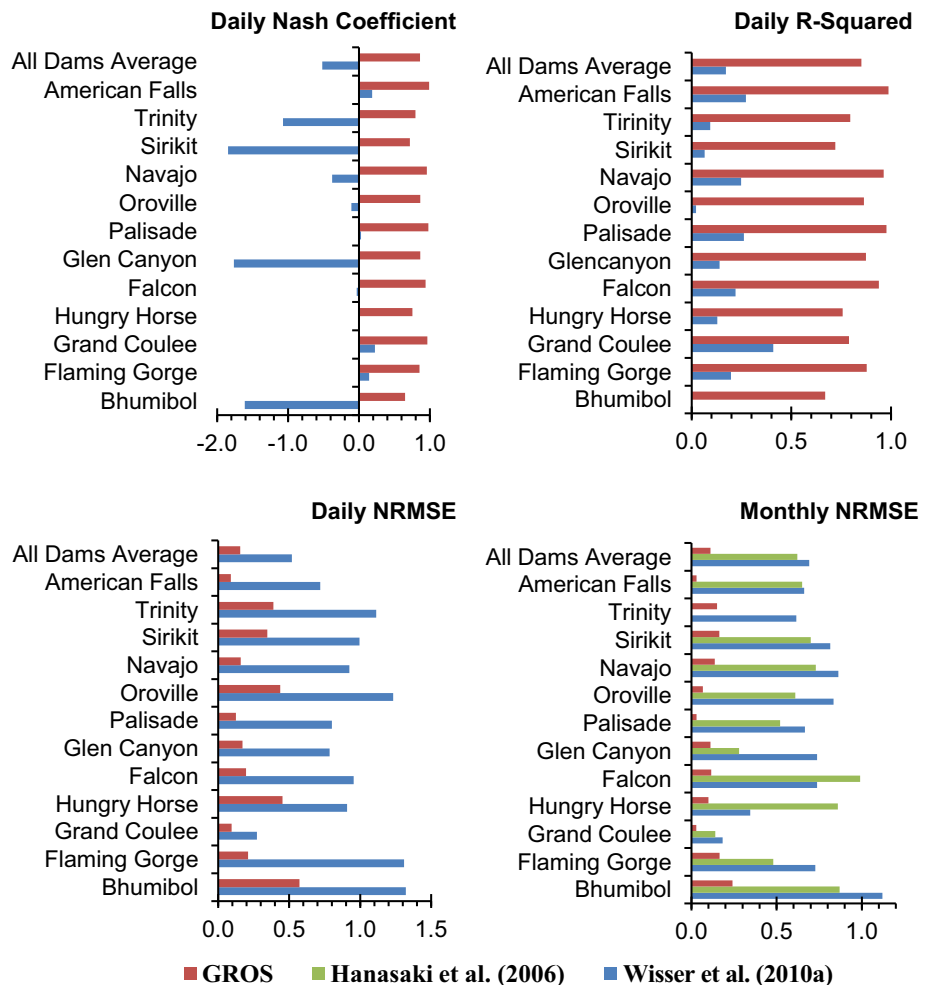 Daily Nash Coefficient
All Dams Average
American Falls
Trinity
Sirikit
Navajo
Oroville
Palisade
Glen Canyon
Falcon
Hungry Horse
Grand Coulee
Flaming Gorge
Bhumibol
-2.0 -1.0 0.0 1.0
Daily R-Squared
All Dams Average
American Falls
Tirinity
Sirikit
Navajo
Oroville
Palisade
Glencanyon
Falcon
Hungry Horse
Grand Coulee
Flaming Gorge
Bhumibol
0.0 0.5 1.0
Daily NRMSE
All Dams Average
American Falls
Trinity
Sirikit
Navajo
Oroville
Palisade
Glen Canyon
Falcon
Hungry Horse
Grand Coulee
Flaming Gorge
Bhumibol
0.0 0.5 1.0 1.5
Monthly NRMSE
All Dams Average
American Falls
Trinity
Sirikit
Navajo
Oroville
Palisade
Glen Canyon
Falcon
Hungry Horse
Grand Coulee
Flaming Gorge
Bhumibol
0.0 0.5 1.0
GROS Hanasaki et al. (2006) Wisser et al. (2010a)